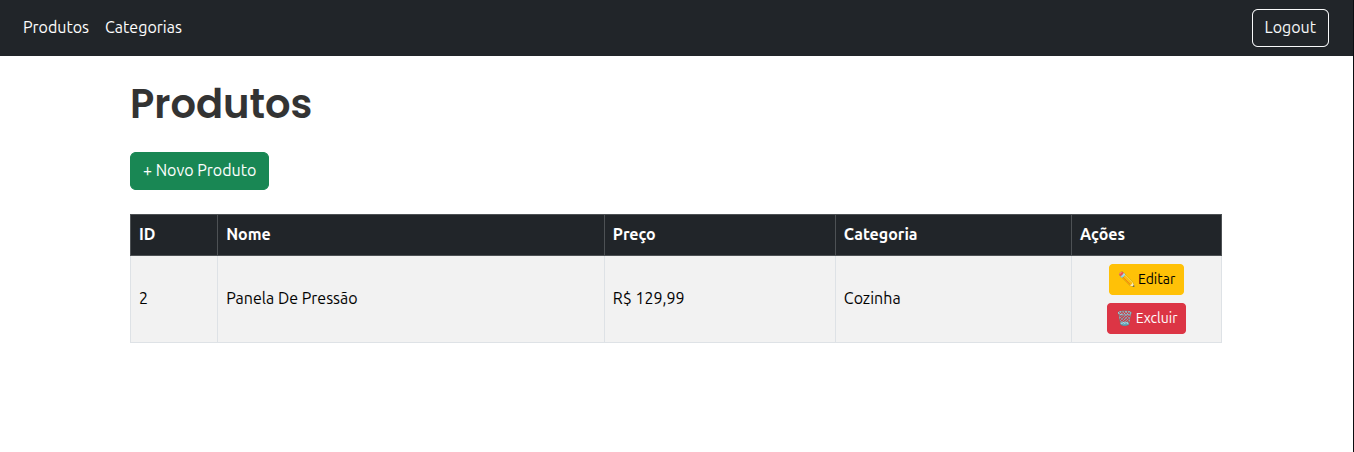 Produtos Categorias Logout
Produtos
+ Novo Produto
ID Nome Preço Categoria Ações
2 Panela De Pressão R$ 129,99 Cozinha
Editar
Excluir